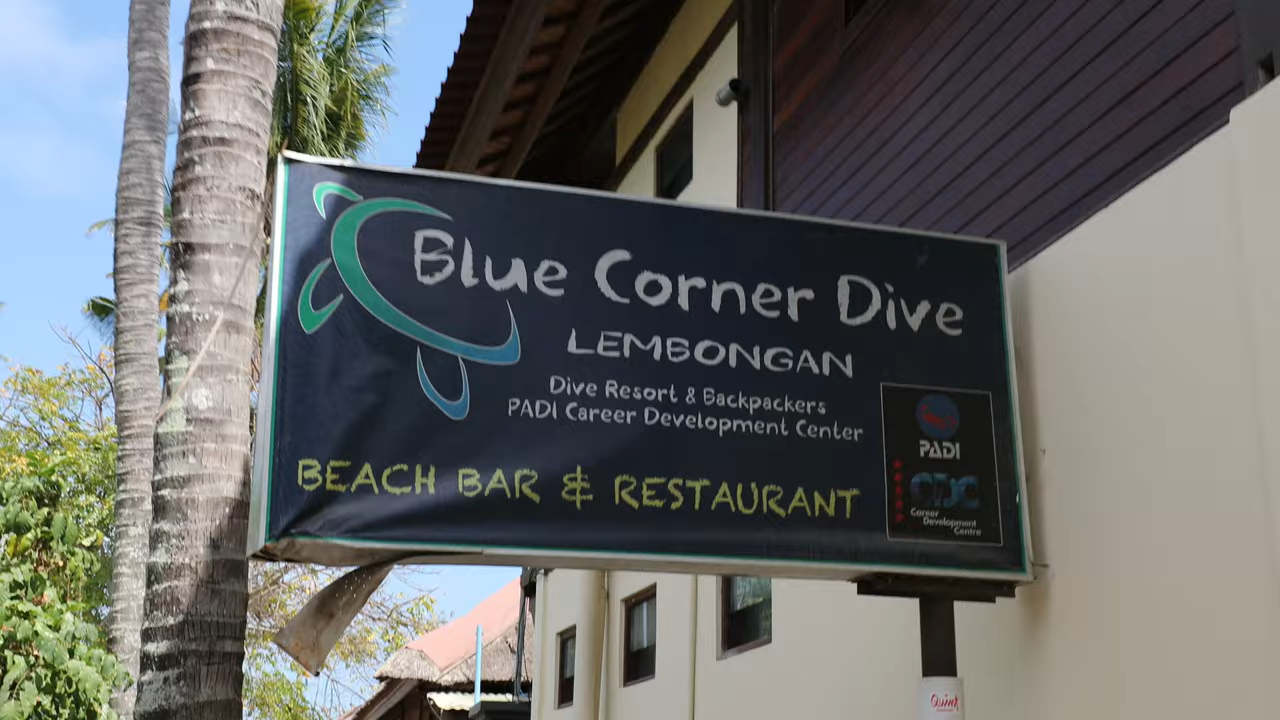 Blue Corner Dive
LEMBONGAN
Dive Resort & Backpackers
PADI Career Development Center
BEACH BAR & RESTAURANT
PADI
CDC
Career
Development
Centre